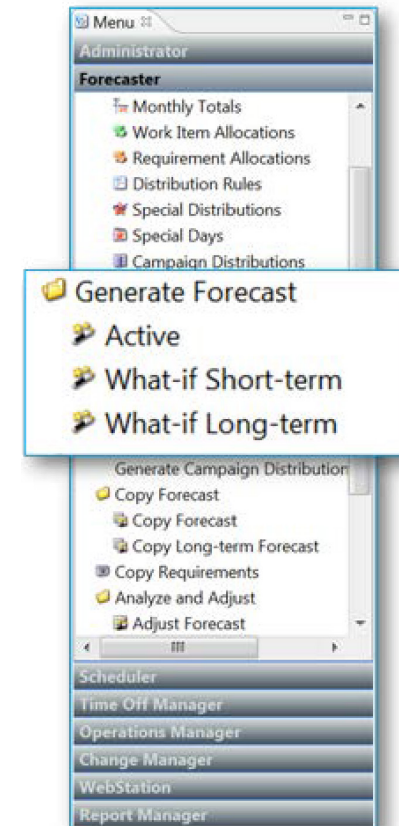 Menu
Administrator
Forecaster
Monthly Totals
Work Item Allocations
Requirement Allocations
Distribution Rules
Special Distributions
Special Days
Campaign Distributions
Generate Forecast
Active
What-if Short-term
What-if Long-term
Generate Campaign Distribution
Copy Forecast
Copy Forecast
Copy Long-term Forecast
Copy Requirements
Analyze and Adjust
Adjust Forecast
Scheduler
Time Off Manager
Operations Manager
Change Manager
WebStation
Report Manager